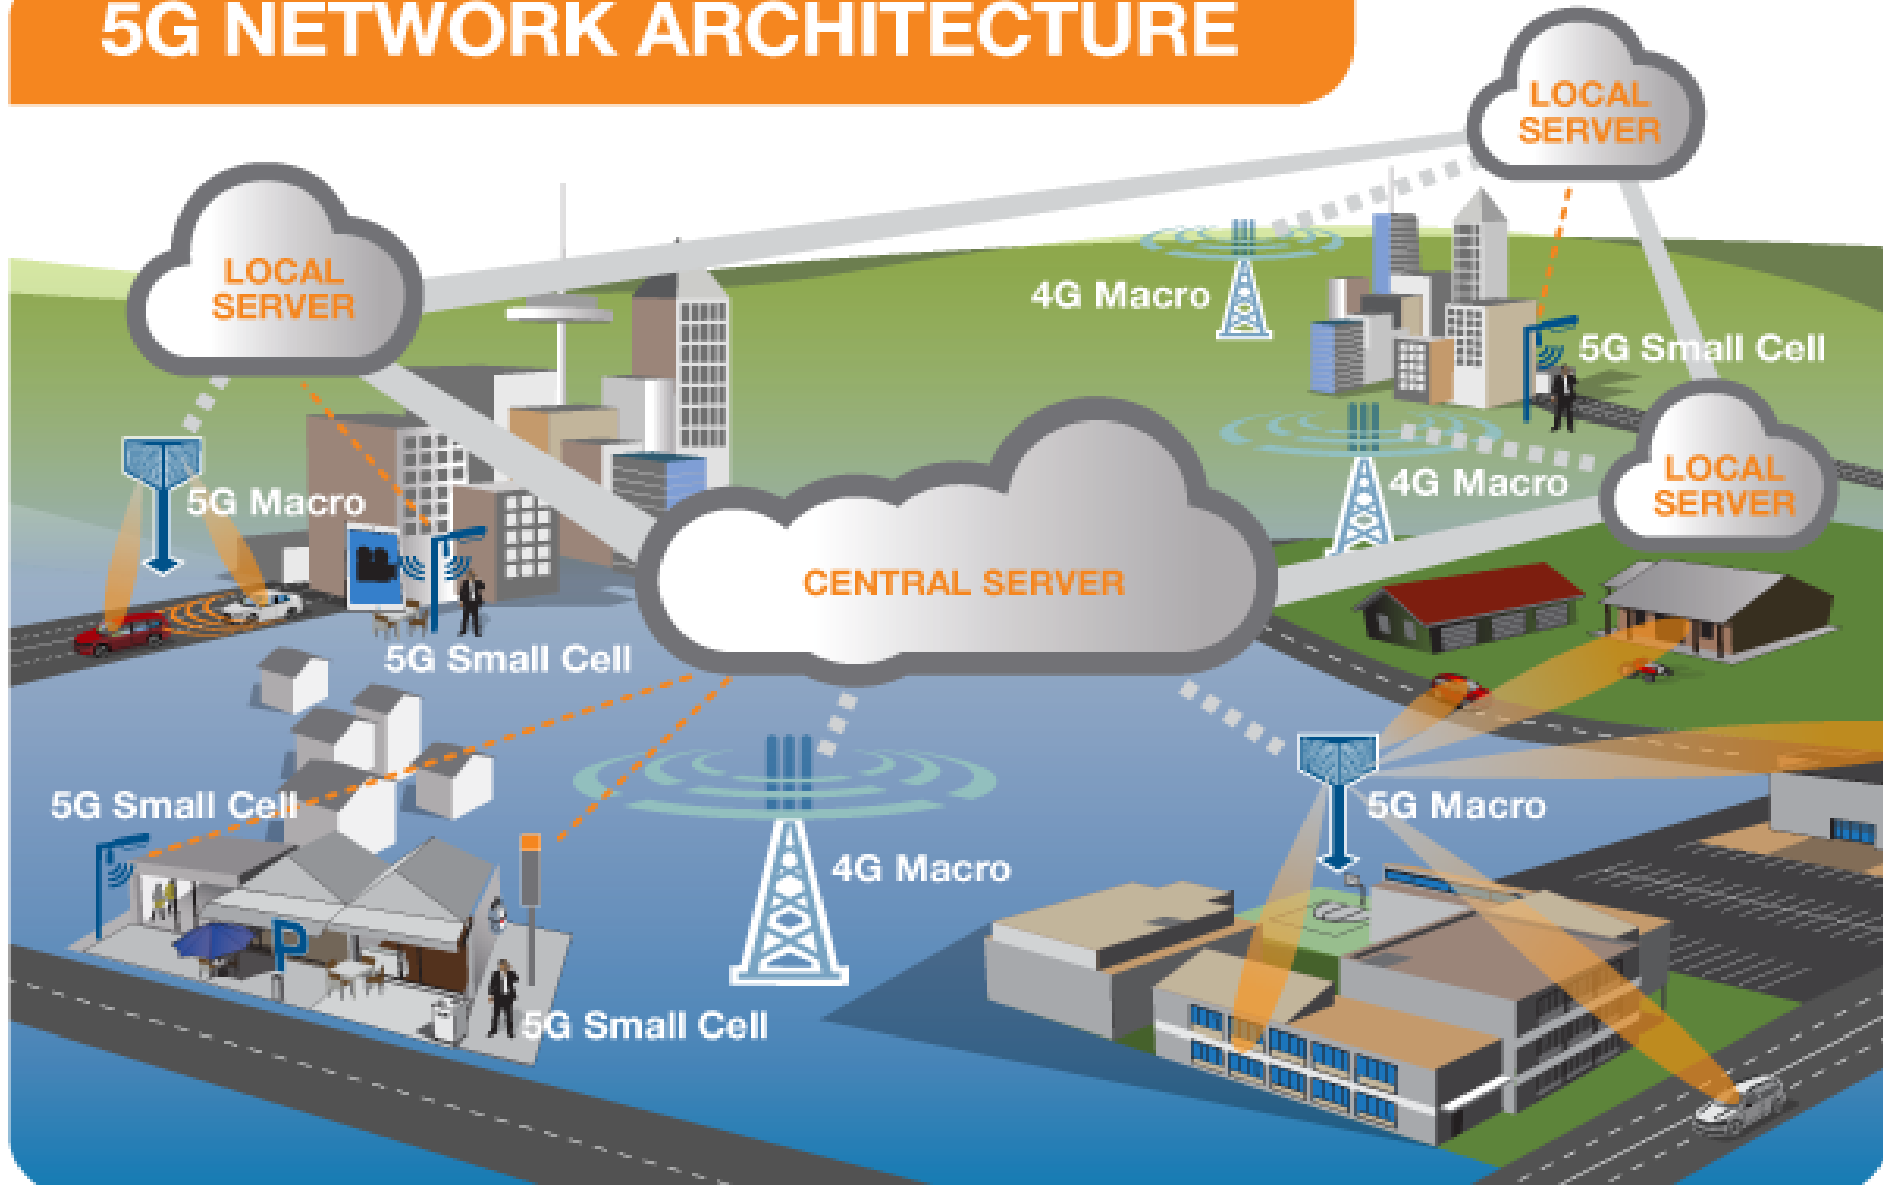 5G NETWORK ARCHITECTURE
LOCAL
SERVER
LOCAL
SERVER
4G Macro
5G Small Cell
4G Macro
LOCAL
SERVER
5G Macro
CENTRAL SERVER
5G Small Cell
5G Small Cell
5G Macro
4G Macro
P
5G Small Cell